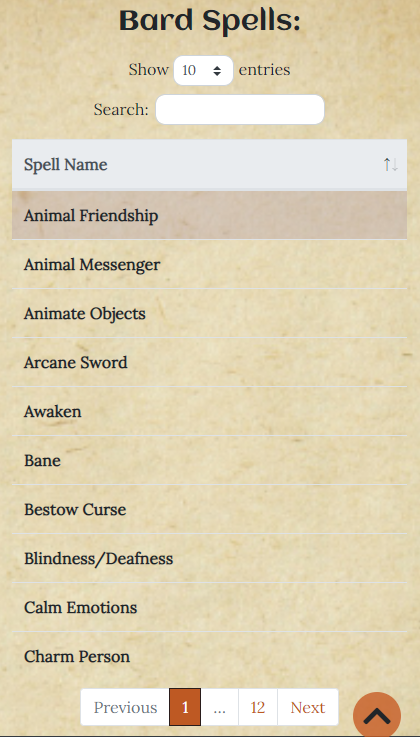 Bard Spells:
Show 10 entries
Search:
Spell Name
Animal Friendship
Animal Messenger
Animate Objects
Arcane Sword
Awaken
Bane
Bestow Curse
Blindness/Deafness
Calm Emotions
Charm Person
Previous 1 ... 12 Next